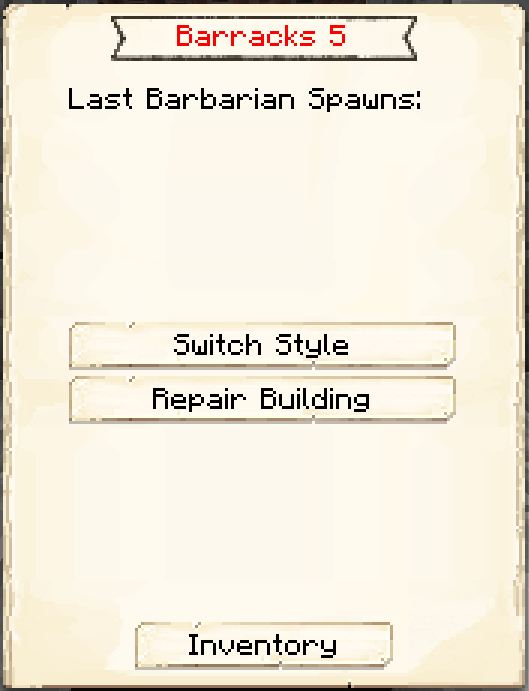 Barracks 5
Last Barbarian Spawns:
Switch Style
Repair Building
Inventory